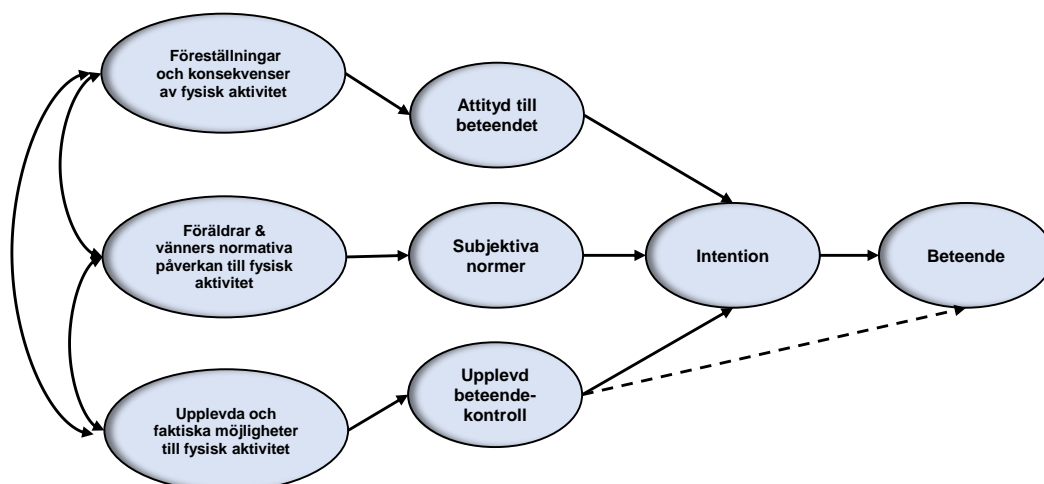 Föreställningar
och konsekvenser
av fysisk aktivitet
Attityd till
beteendet
Föräldrar &
vänners normativa
påverkan till fysisk
aktivitet
Subjektiva
normer
Intention
Beteende
Upplevda och
faktiska möjligheter
till fysisk aktivitet
Upplevd
beteende-
kontroll